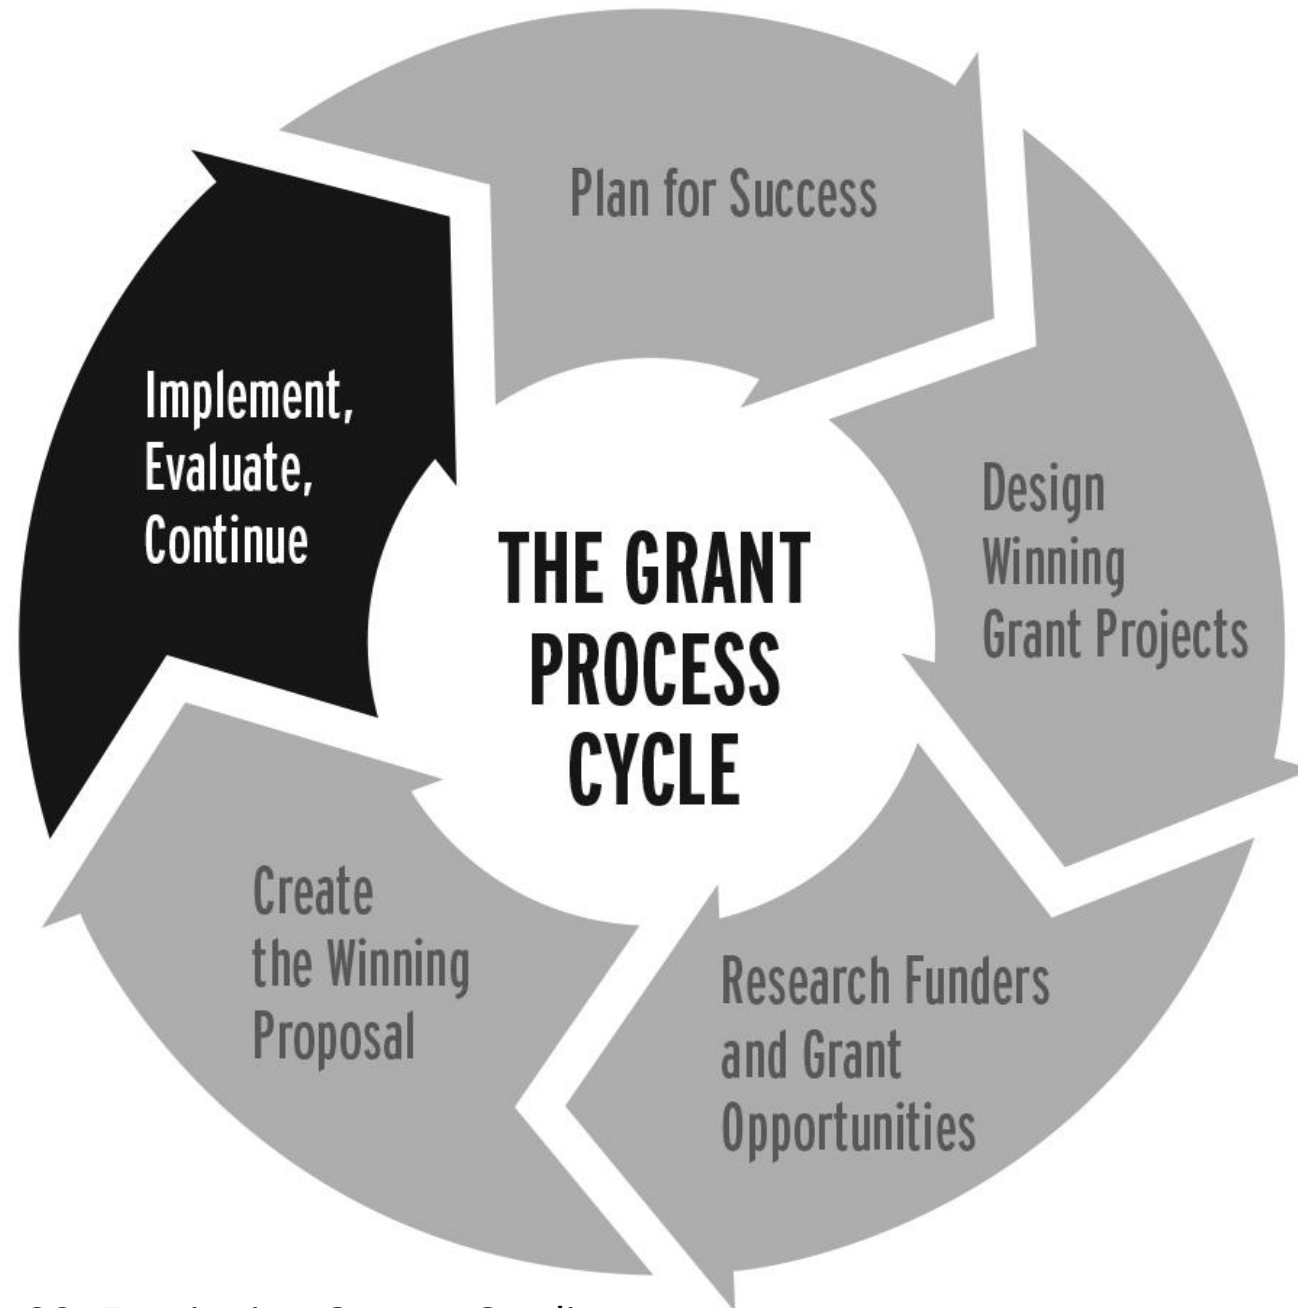 Plan for Success
Design
Winning
Grant Projects
Research Funders
and Grant
Opportunities
Create
the Winning
Proposal
Implement,
Evaluate,
Continue
THE GRANT
PROCESS
CYCLE